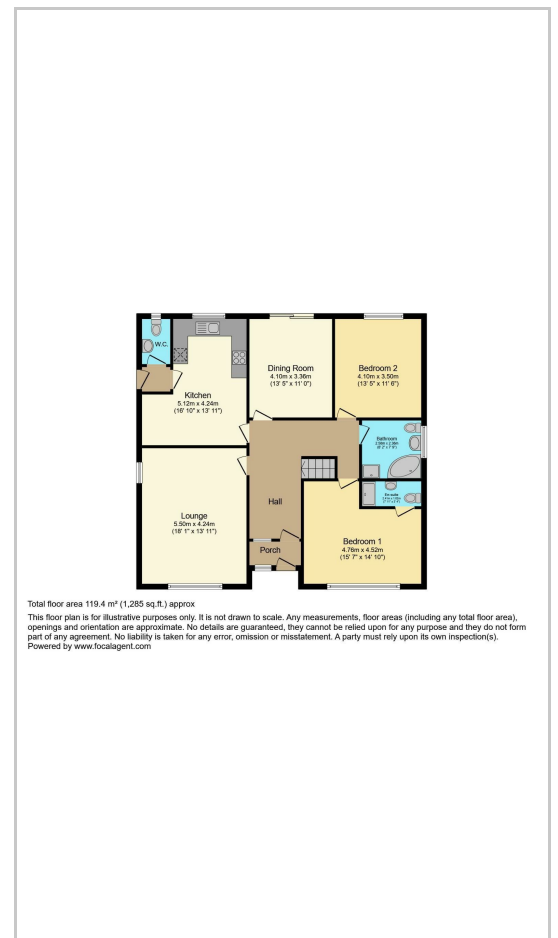 W.C.
Kitchen
5.12m x 4.24m
(16' 10" x 13' 11")
Dining Room
4.10m x 3.36m
(13' 5" x 11' 0")
Bedroom 2
4.10m x 3.50m
(13' 5" x 11' 6")
Bathroom
Lounge
5.50m x 4.24m
(18' 1" x 13' 11")
Hall
Porch
En-suite
Bedroom 1
4.76m x 4.52m
(15' 7" x 14' 10")
Total floor area 119.4 m² (1,285 sq.ft.) approx
This floor plan is for illustrative purposes only. It is not drawn to scale. Any measurements, floor areas (including any total floor area),
openings and orientation are approximate. No details are guaranteed, they cannot be relied upon for any purpose and they do not form
part of any agreement. No liability is taken for any error, omission or misstatement. A party must rely upon its own inspection(s).
Powered by www.focalagent.com